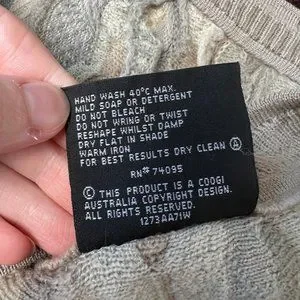 HAND WASH 40°C MAX.
MILD SOAP OR DETERGENT
DO NOT BLEACH
DO NOT WRING OR TWIST
RESHAPE WHILST DAMP
DRY FLAT IN SHADE
WARM IRON
FOR BEST RESULTS DRY CLEAN Ⓐ
RN# 74095
© THIS PRODUCT IS A COOGI
AUSTRALIA COPYRIGHT DESIGN.
ALL RIGHTS RESERVED.
1273AA71W